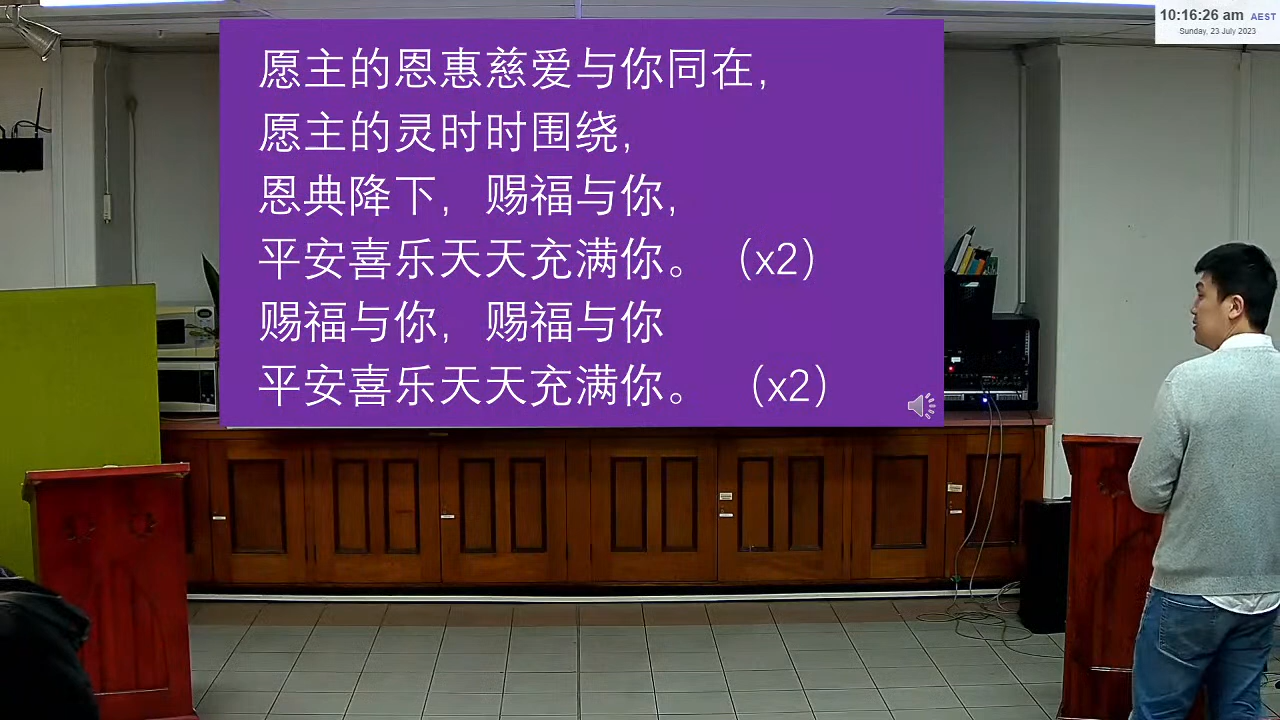 10:16:26 am AEST
Sunday, 23 July 2023
愿主的恩惠慈爱与你同在,
愿主的灵时时围绕,
恩典降下, 赐福与你,
平安喜乐天天充满你。(x2)
赐福与你, 赐福与你
平安喜乐天天充满你。(x2)